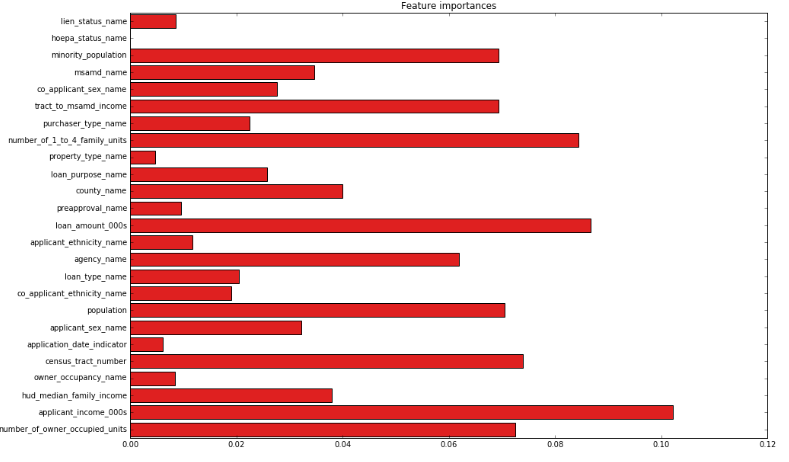 Feature importances
lien_status_name
hoepa_status_name
minority_population
msamd_name
co_applicant_sex_name
tract_to_msamd_income
purchaser_type_name
number_of_1_to_4_family_units
property_type_name
loan_purpose_name
county_name
preapproval_name
loan_amount_000s
applicant_ethnicity_name
agency_name
loan_type_name
co_applicant_ethnicity_name
population
applicant_sex_name
application_date_indicator
census_tract_number
owner_occupancy_name
hud_median_family_income
applicant_income_000s
number_of_owner_occupied_units
0.00 0.02 0.04 0.06 0.08 0.10 0.12